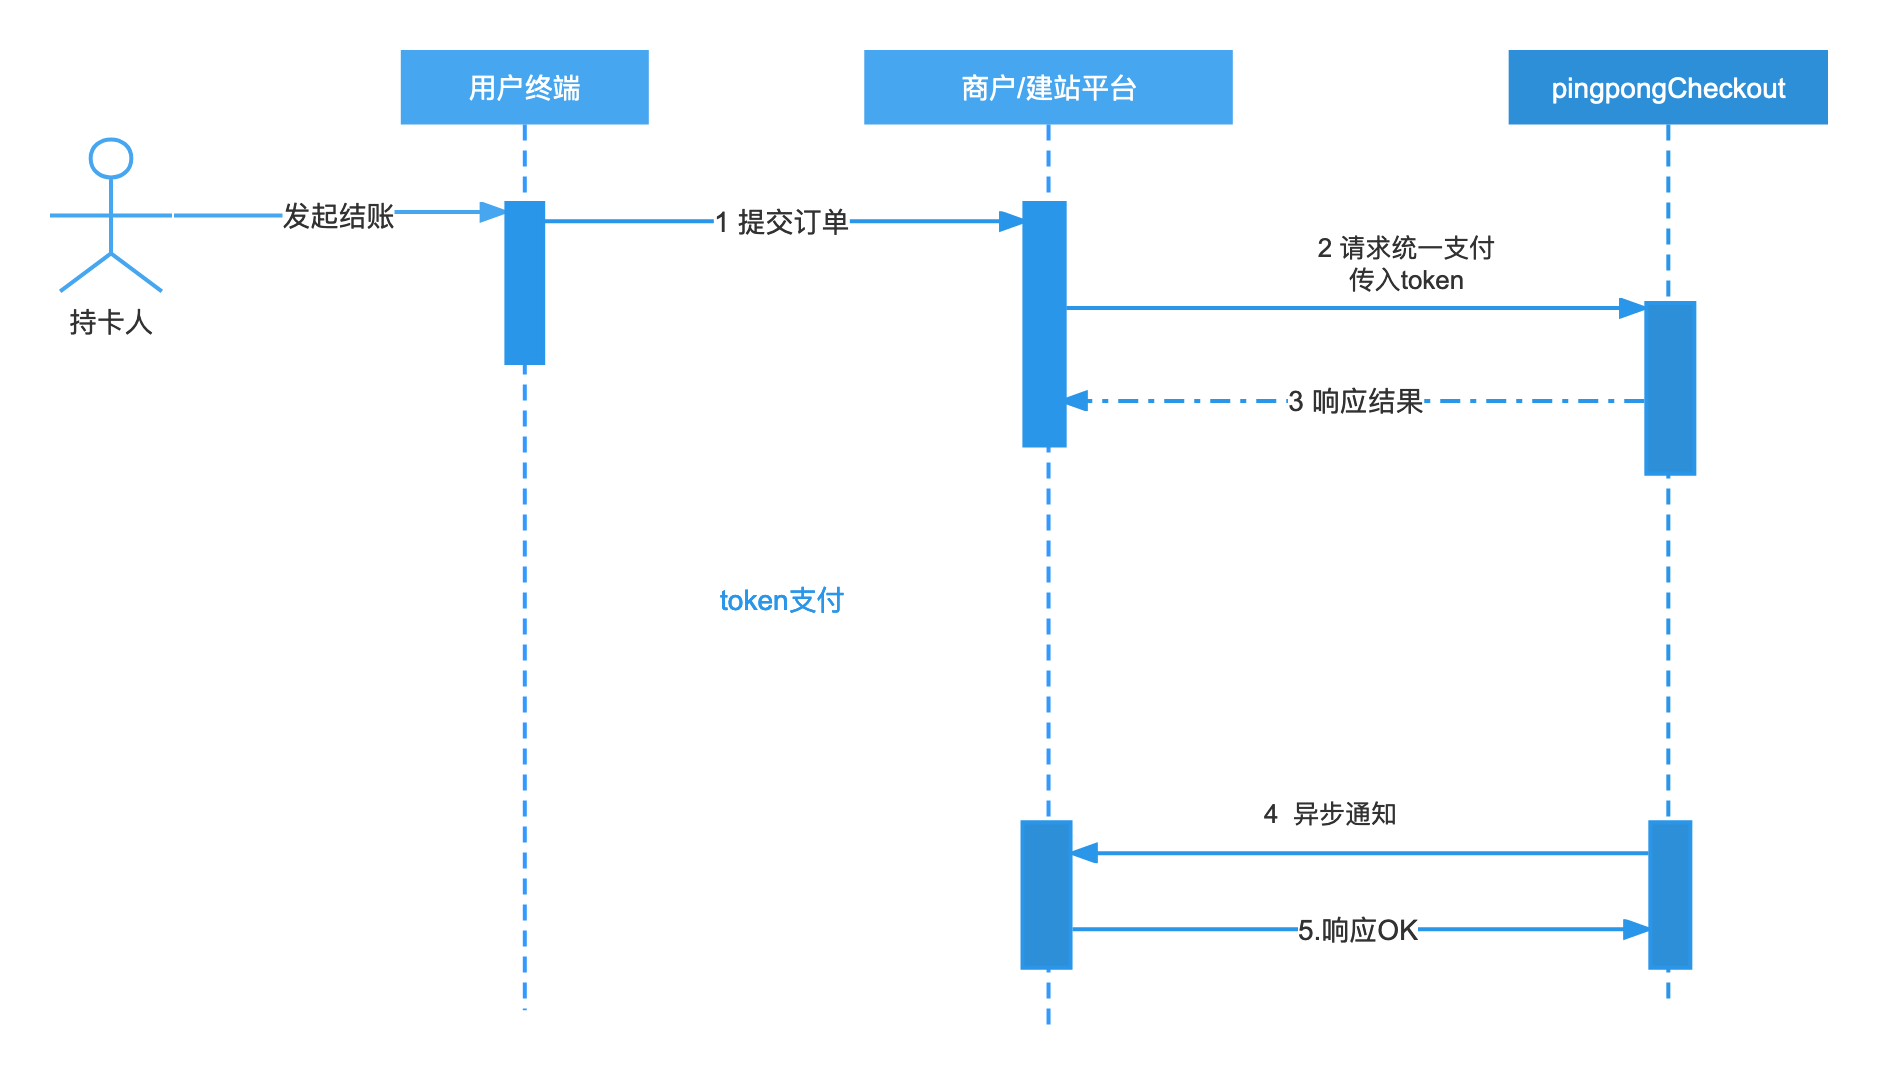 用户终端
商户/建站平台
pingpongCheckout
发起结账
1 提交订单
2 请求统一支付
传入token
持卡人
3 响应结果
token支付
4 异步通知
5.响应OK